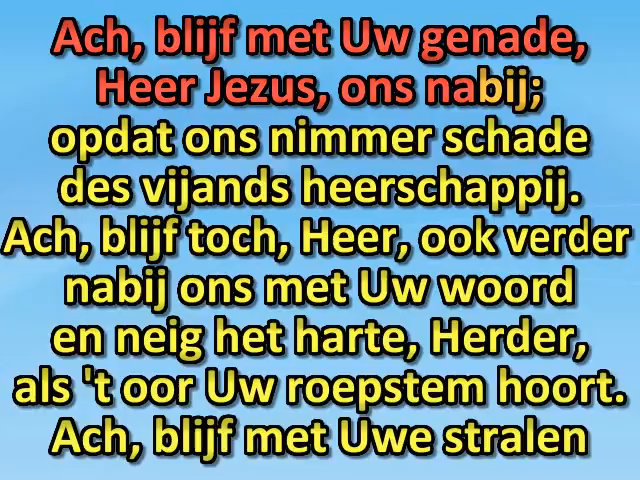 Ach, blijf met Uw genade,
Heer Jezus, ons nabij;
opdat ons nimmer schade
des vijands heerschappij.
Ach, blijf toch, Heer, ook verder
nabij ons met Uw woord
en neig het harte, Herder,
als 't oor Uw roepstem hoort.
Ach, blijf met Uwe stralen